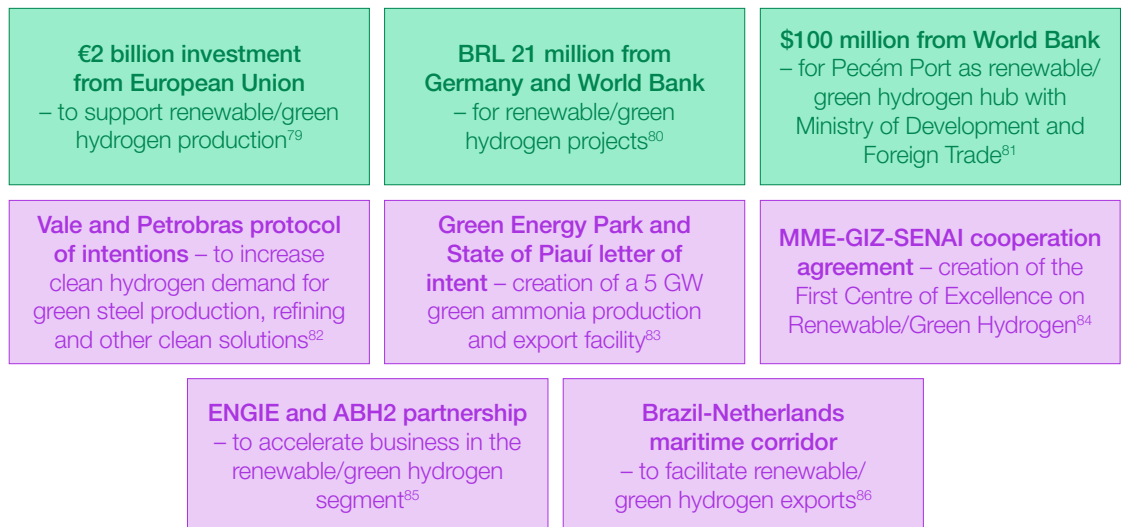 €2 billion investment
from European Union
– to support renewable/green
hydrogen production79
BRL 21 million from
Germany and World Bank
– for renewable/green
hydrogen projects80
$100 million from World Bank
– for Pecém Port as renewable/
green hydrogen hub with
Ministry of Development and
Foreign Trade81
Vale and Petrobras protocol
of intentions – to increase
clean hydrogen demand for
green steel production, refining
and other clean solutions82
Green Energy Park and
State of Piauí letter of
intent – creation of a 5 GW
green ammonia production
and export facility83
MME-GIZ-SENAI cooperation
agreement – creation of the
First Centre of Excellence on
Renewable/Green Hydrogen84
ENGIE and ABH2 partnership
– to accelerate business in the
renewable/green hydrogen
segment85
Brazil-Netherlands
maritime corridor
– to facilitate renewable/
green hydrogen exports86